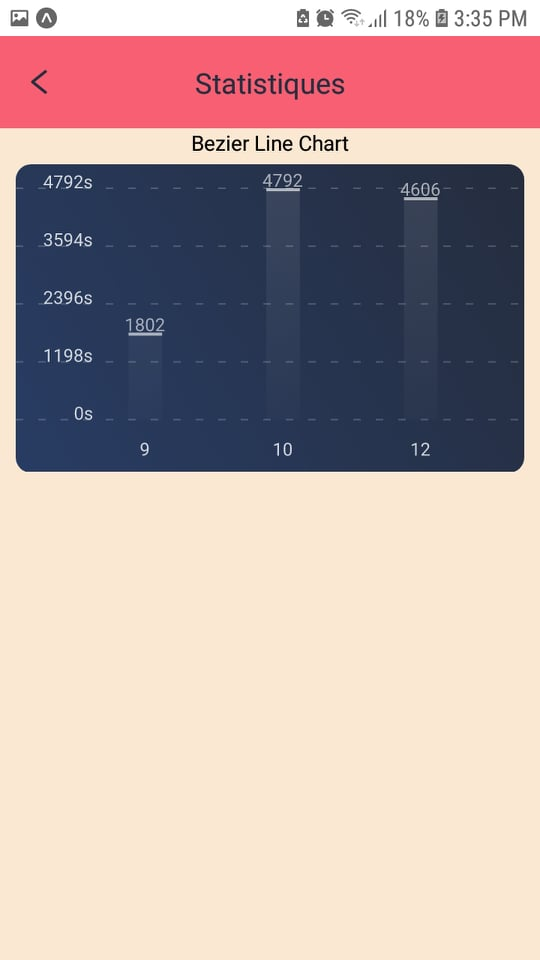 18% 3:35 PM
Statistiques
Bezier Line Chart
4792s
4792
4606
3594s
2396s
1802
1198s
0s
9 10 12